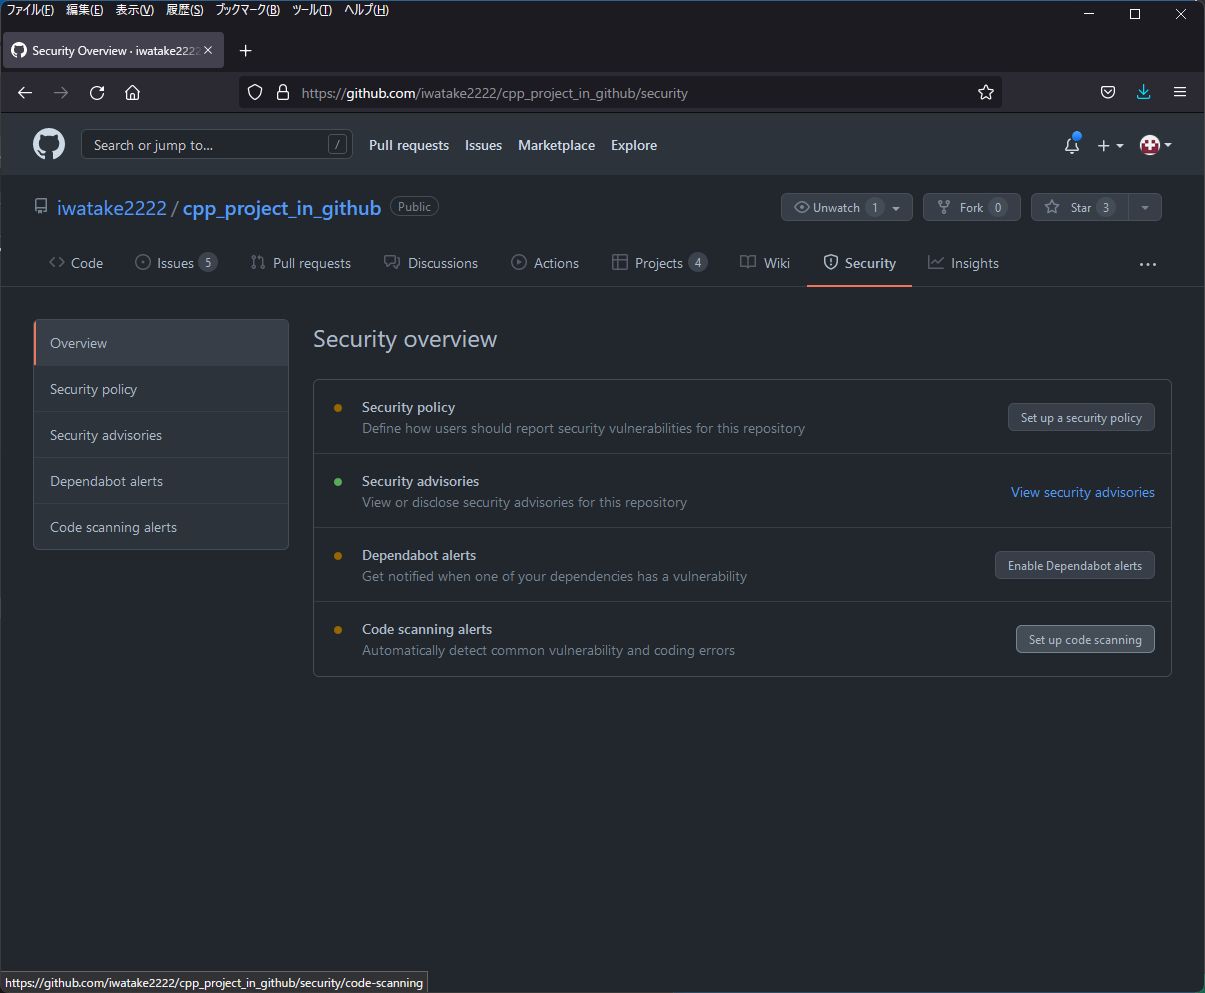 ファイル(F) 編集(E) 表示(V) 履歴(S) ブックマーク(B) ツール(T) ヘルプ(H)
Security Overview · iwatake2222
https://github.com/iwatake2222/cpp_project_in_github/security
Search or jump to... /
Pull requests Issues Marketplace Explore
iwatake2222 / cpp_project_in_github Public
Unwatch 1 Fork 0 Star 3
Code Issues 5 Pull requests Discussions Actions Projects 4 Wiki Security Insights ...
Overview
Security policy
Security advisories
Dependabot alerts
Code scanning alerts
Security overview
Security policy
Define how users should report security vulnerabilities for this repository
Set up a security policy
Security advisories
View or disclose security advisories for this repository
View security advisories
Dependabot alerts
Get notified when one of your dependencies has a vulnerability
Enable Dependabot alerts
Code scanning alerts
Automatically detect common vulnerability and coding errors
Set up code scanning
https://github.com/iwatake2222/cpp_project_in_github/security/code-scanning